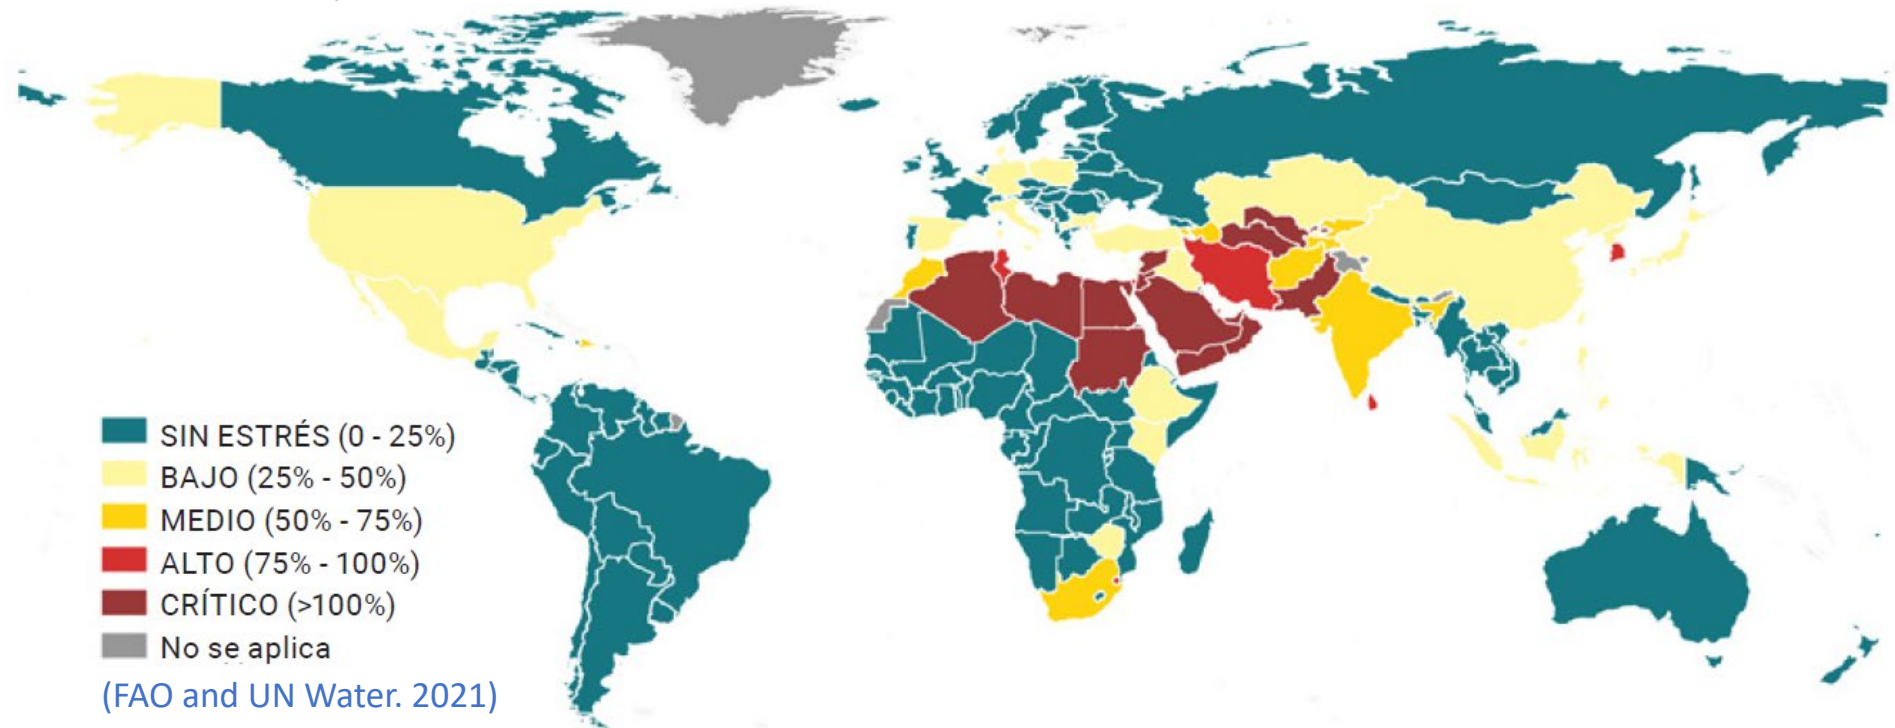 SIN ESTRÉS (0 - 25%)
BAJO (25% - 50%)
MEDIO (50% - 75%)
ALTO (75% - 100%)
CRÍTICO (>100%)
No se aplica
(FAO and UN Water. 2021)